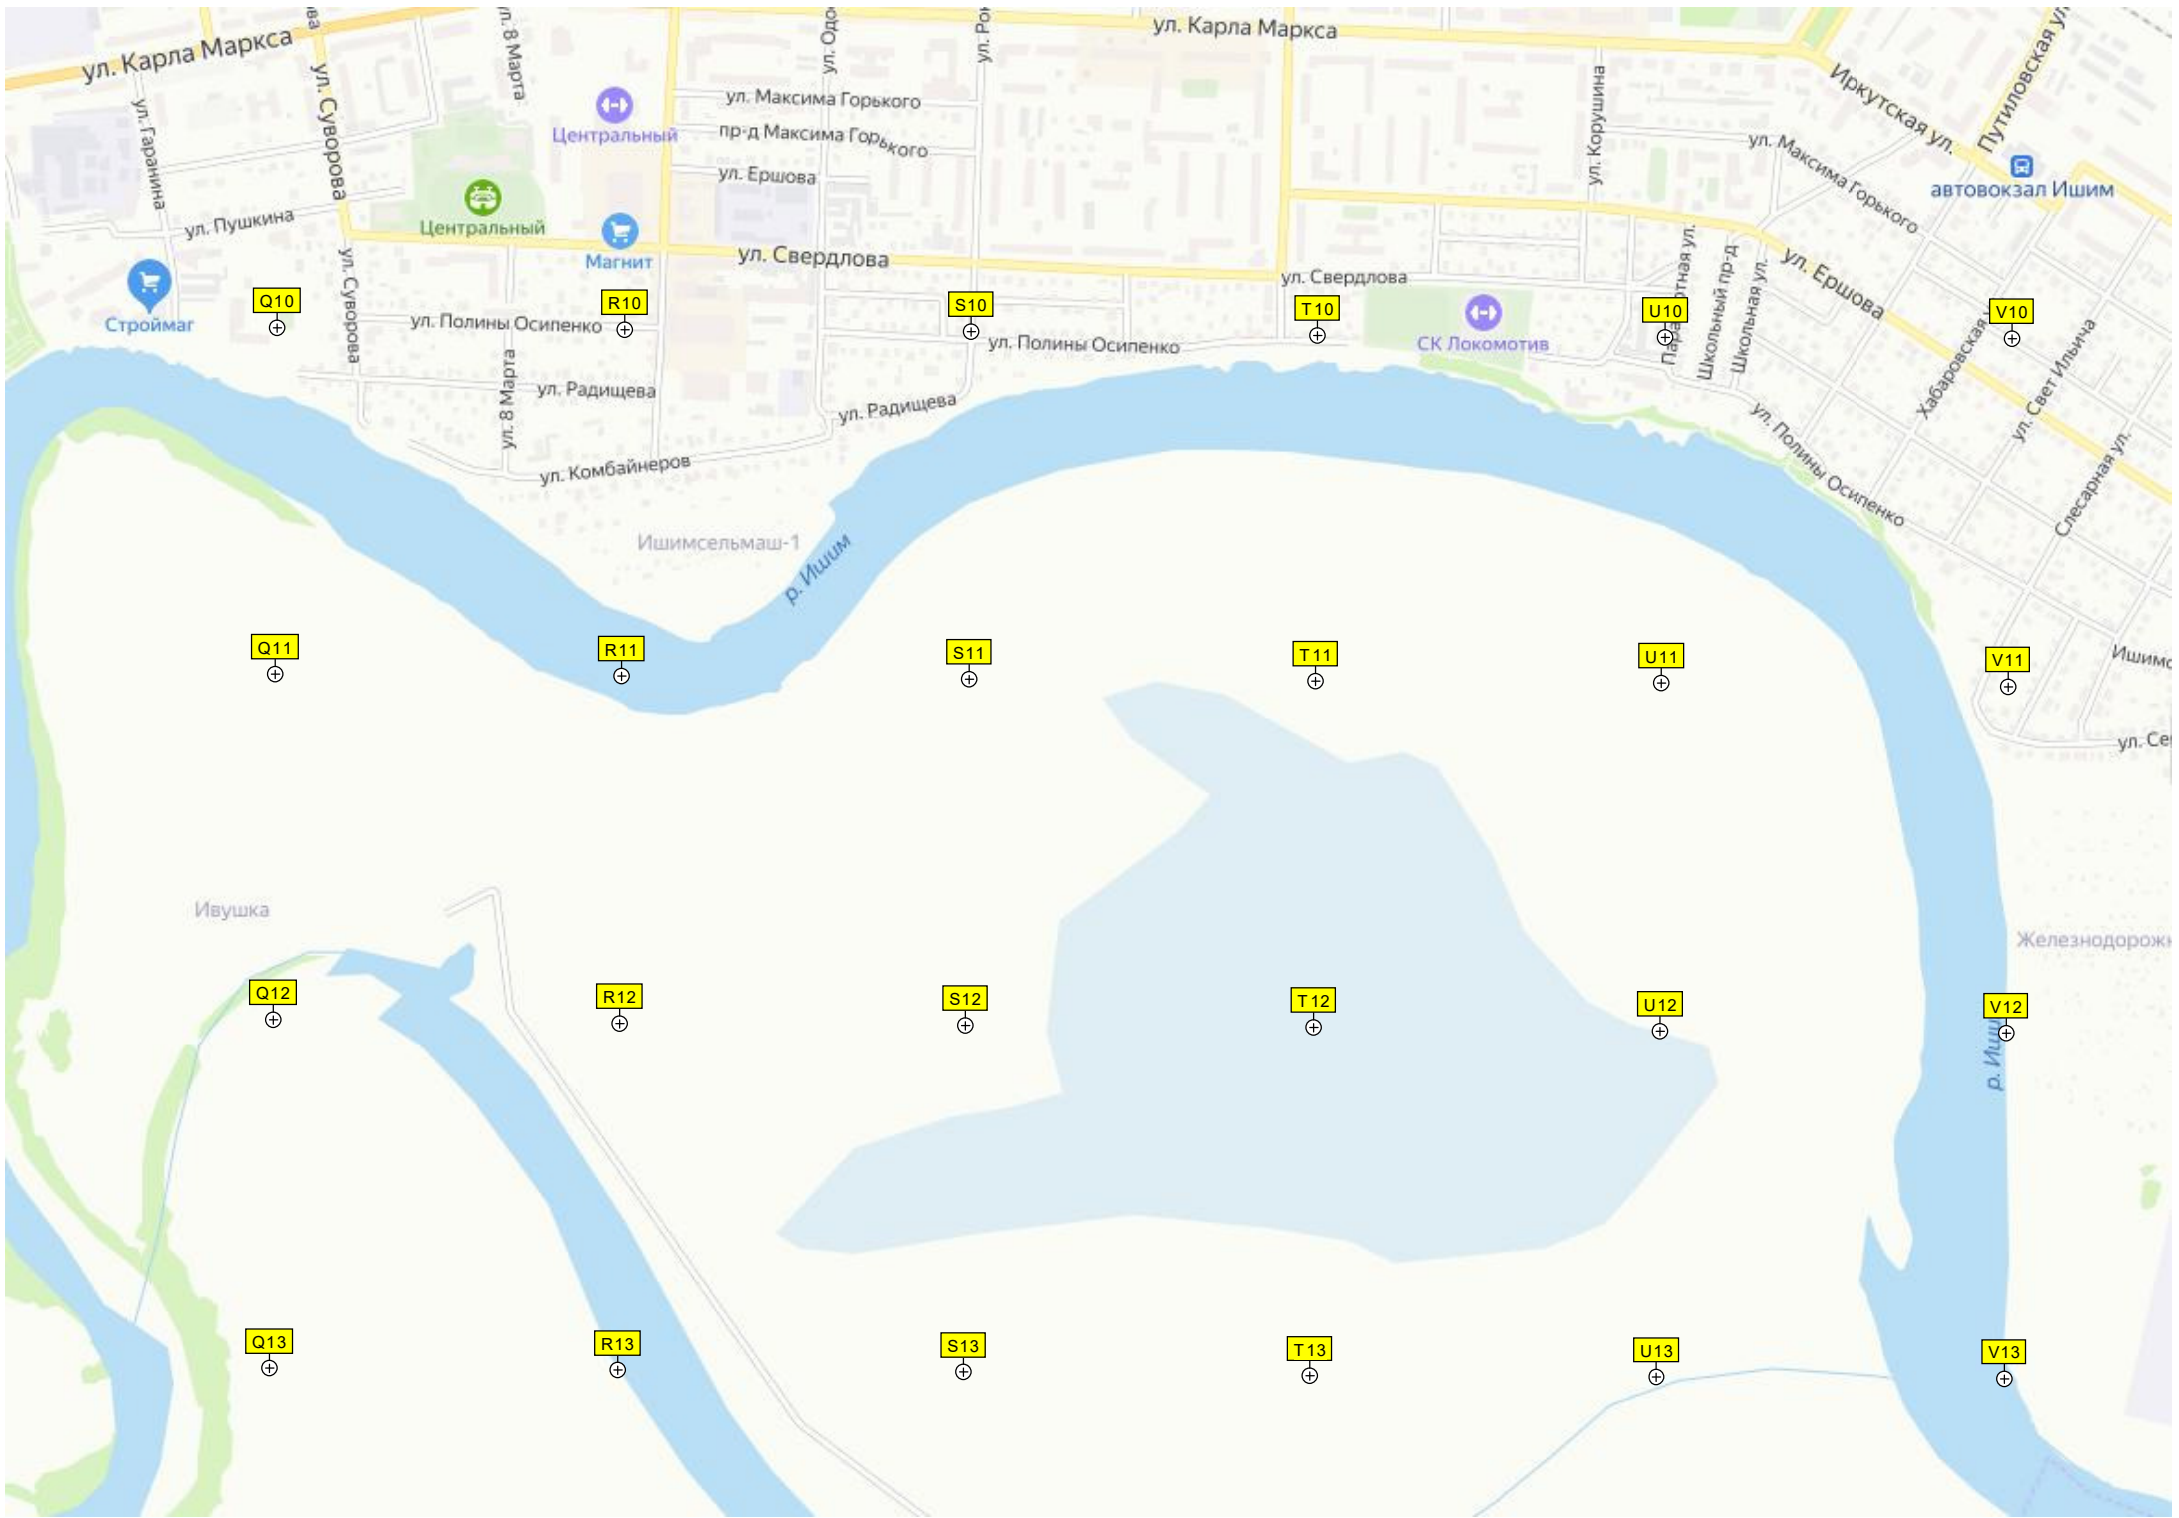 ул. Карла Маркса
ул. Карла Маркса
ул. 8 Марта
ул. Суворова
ул. Гаранина
Центральный
ул. Максима Горького
пр-д Максима Горького
ул. Ершова
ул. Корушина
Иркутская ул.
Путиловская ул.
ул. Максима Горького
автовокзал Ишим
ул. Пушкина
Центральный
Магнит
ул. Свердлова
ул. Свердлова
ул. Ершова
Строймаг
ул. Суворова
Школьный пр-д
Школьная ул.
Q10
R10
S10
T10
U10
V10
ул. Полины Осипенко
ул. Полины Осипенко
СК Локомотив
ул. Свет Ильича
ул. 8 Марта
ул. Радищева
ул. Радищева
ул. Комбайнеров
ул. Полины Осипенко
Слесарная ул.
Ишимсельмаш-1
р. Ишим
Q11
R11
S11
T11
U11
V11
Ивушка
Q12
R12
S12
T12
U12
V12
Q13
R13
S13
T13
U13
V13